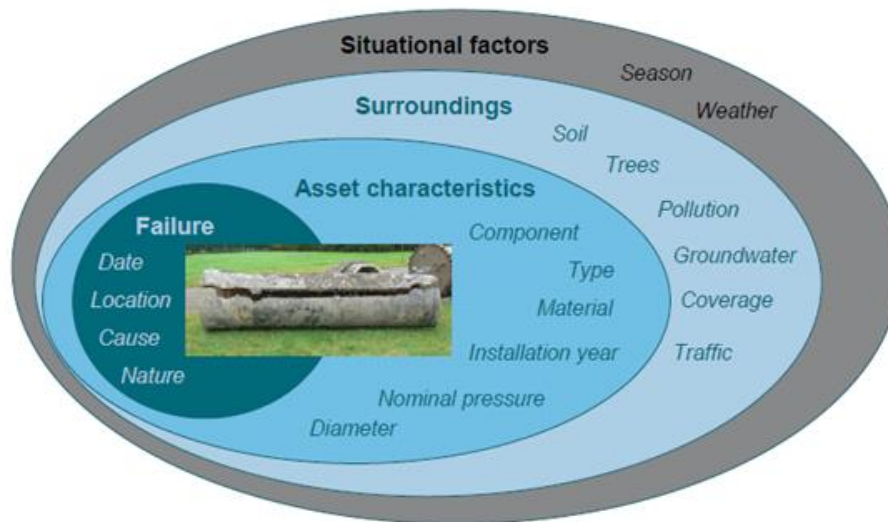 Situational factors
Season
Weather
Surroundings
Soil
Trees
Pollution
Groundwater
Coverage
Traffic
Asset characteristics
Component
Type
Material
Installation year
Nominal pressure
Diameter
Failure
Date
Location
Cause
Nature